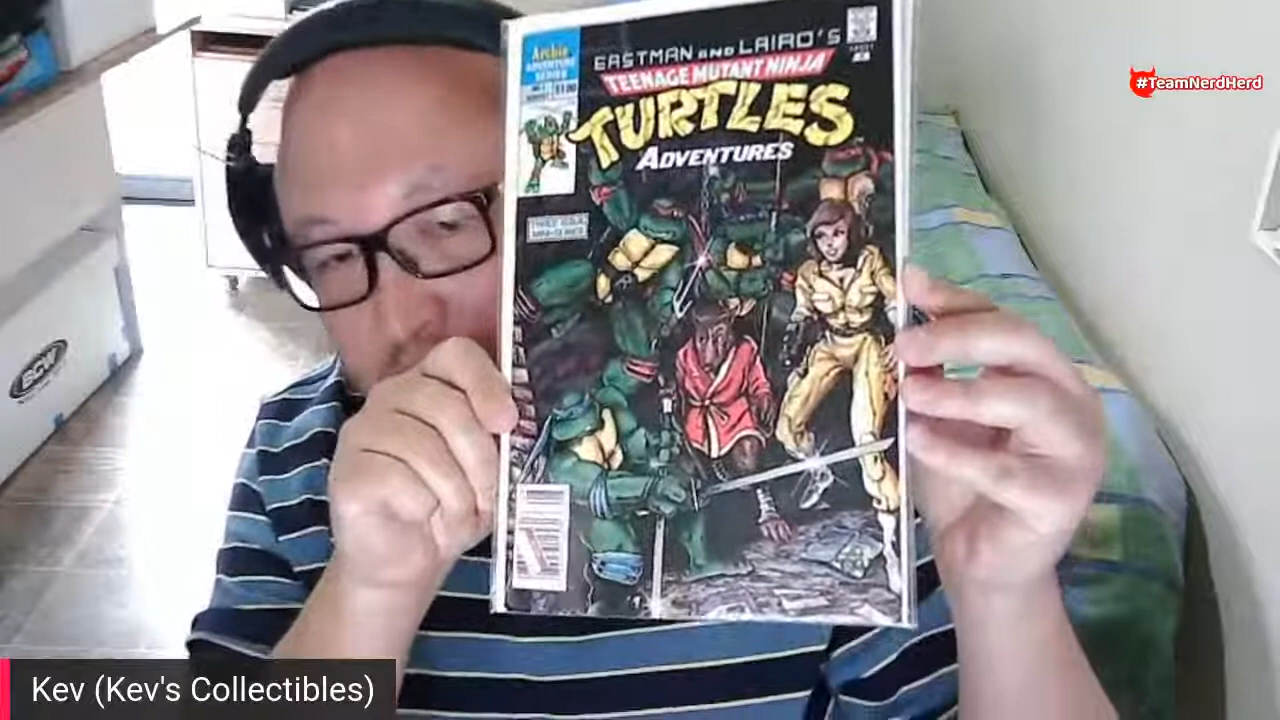 Archie
ADVENTURE
SERIES
EASTMAN AND LAIRD'S
TEENAGE MUTANT NINJA
TURTLES
ADVENTURES
#TeamNerdHerd
BCW
Kev (Kev's Collectibles)